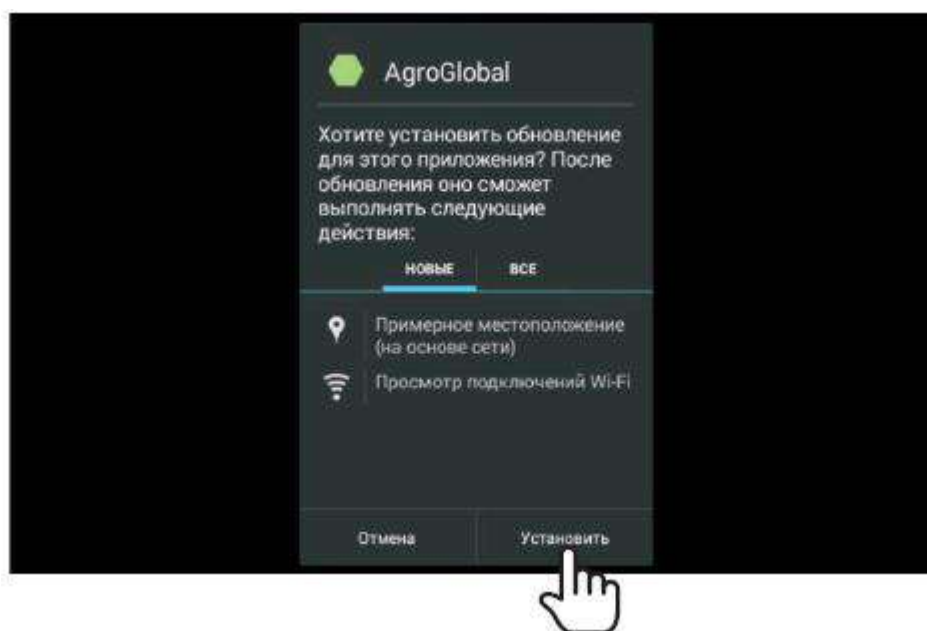 AgroGlobal
Хотите установить обновление
для этого приложения? После
обновления оно сможет
выполнять следующие
действия:
НОВЫЕ ВСЕ
Примерное местоположение
(на основе сети)
Просмотр подключений Wi-Fi
Отмена Установить